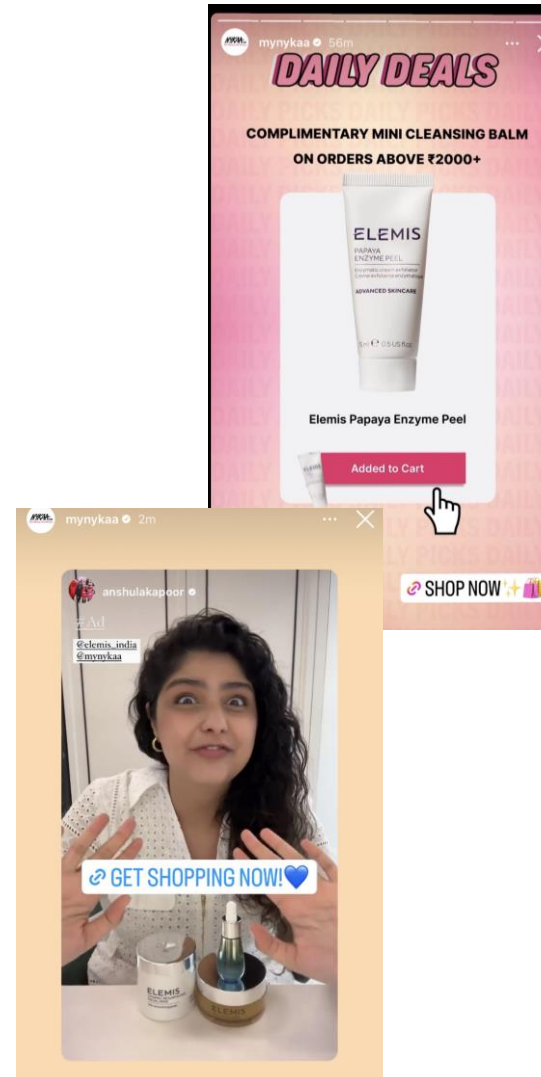 mynykaa 56m
DAILY DEALS
COMPLIMENTARY MINI CLEANSING BALM
ON ORDERS ABOVE ₹2000+
ELEMIS
PAPAYA
ENZYME PEEL
ADVANCED SKINCARE
Elemis Papaya Enzyme Peel
Added to Cart
SHOP NOW
mynykaa 2m
anshulakapoor
#Ad
@elemis_india
@mynykaa
GET SHOPPING NOW!
ELEMIS
ELEMIS